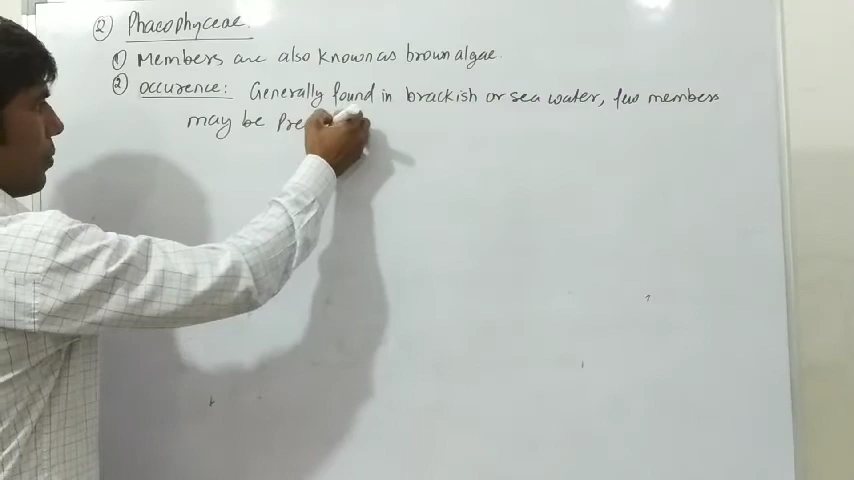 ② Phaeophyceae.
① Members are also known as brown algae.
② occurence: Generally found in brackish or sea water, few members
may be Pre